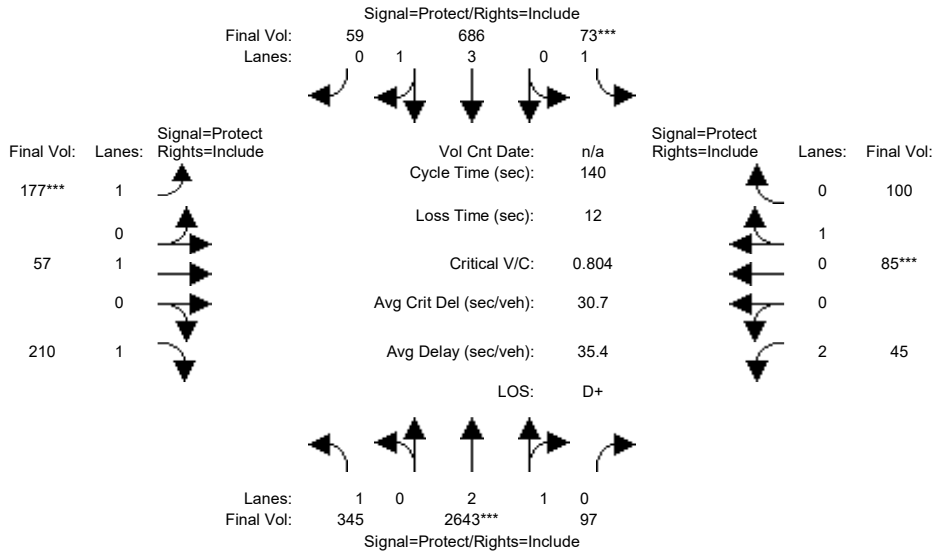 Signal=Protect/Rights=Include
Final Vol: 59 686 73***
Lanes: 0 1 3 0 1
Signal=Protect
Final Vol: Lanes: Rights=Include
Vol Cnt Date: n/a
Cycle Time (sec): 140
Loss Time (sec): 12
Critical V/C: 0.804
Avg Crit Del (sec/veh): 30.7
Avg Delay (sec/veh): 35.4
LOS: D+
Signal=Protect
Rights=Include Lanes: Final Vol:
177*** 1
0
57 1
0
210 1
0 100
1
0 85***
0
2 45
Lanes: 1 0 2 1 0
Final Vol: 345 2643*** 97
Signal=Protect/Rights=Include